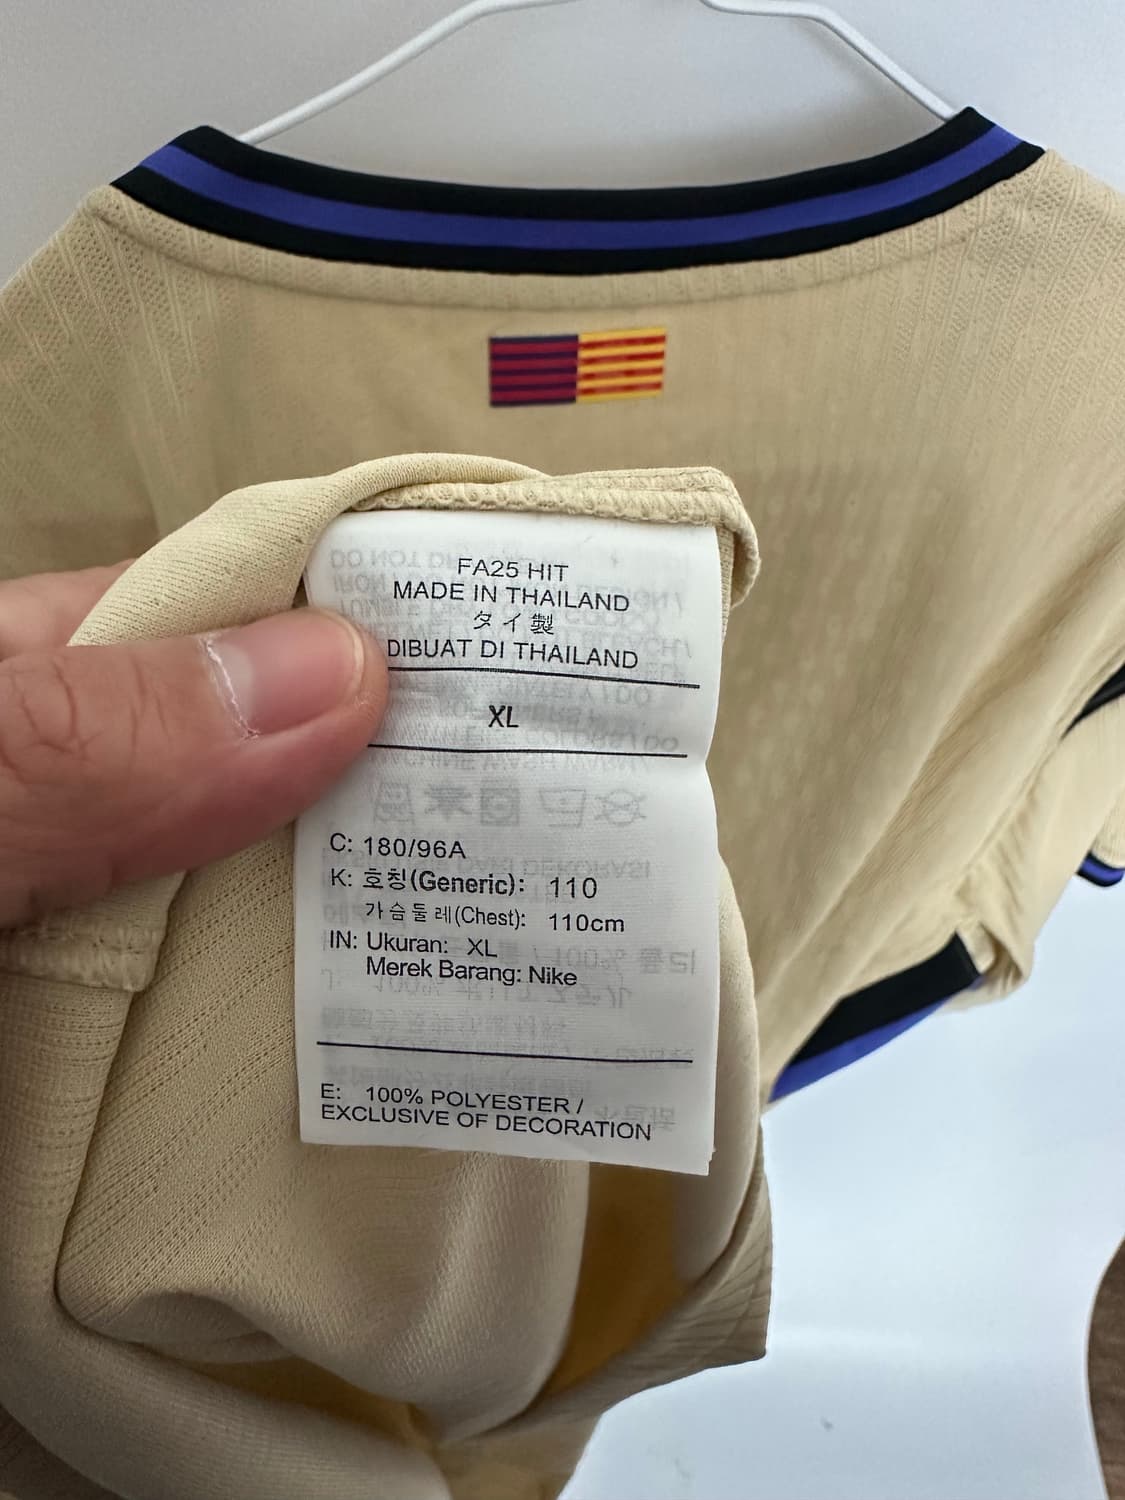 FA25 HIT
MADE IN THAILAND
タイ製
DIBUAT DI THAILAND
XL
C: 180/96A
K: 호칭(Generic): 110
가슴둘레(Chest): 110cm
IN: Ukuran: XL
Merek Barang: Nike
E: 100% POLYESTER /
EXCLUSIVE OF DECORATION